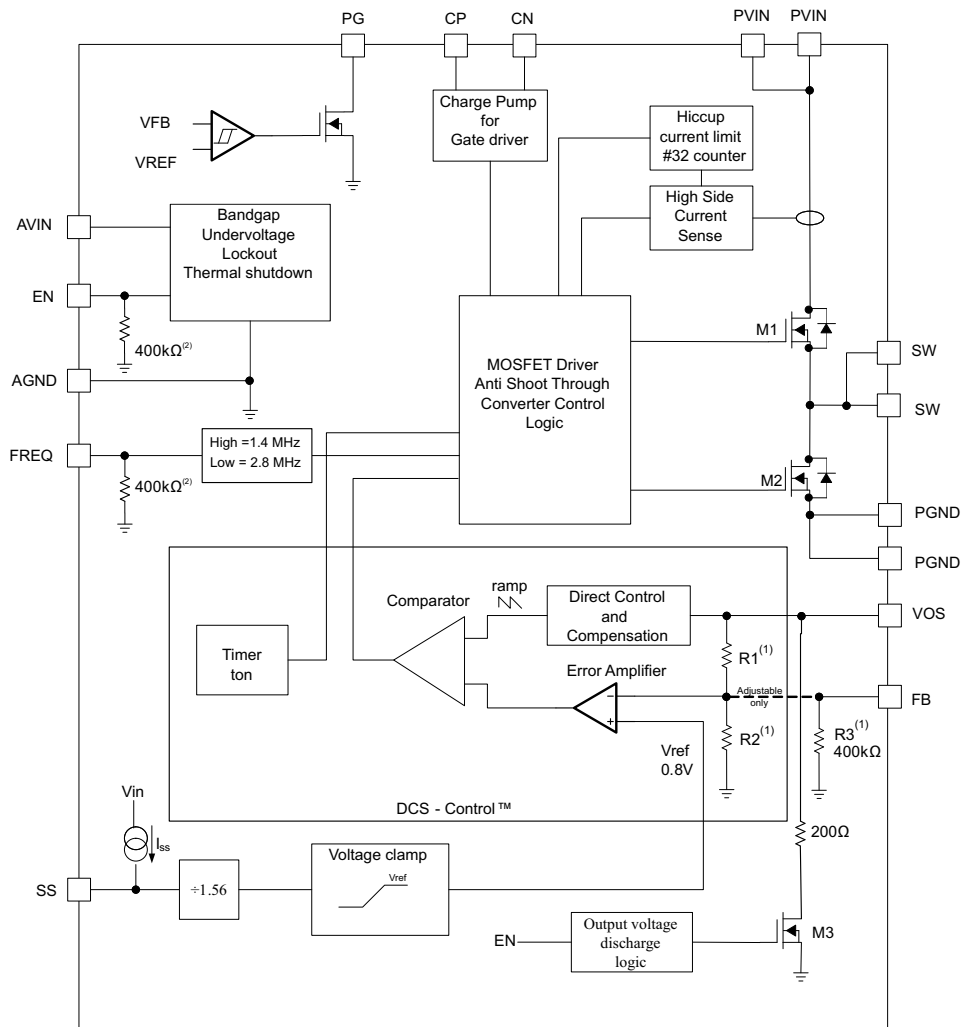 PG
CP
CN
PVIN
PVIN
Charge Pump
for
Gate driver
Hiccup
current limit
#32 counter
VFB
VREF
High Side
Current
Sense
AVIN
Bandgap
Undervoltage
Lockout
Thermal shutdown
EN
400kΩ(2)
AGND
M1
SW
SW
MOSFET Driver
Anti Shoot Through
Converter Control
Logic
FREQ
High =1.4 MHz
Low = 2.8 MHz
400kΩ(2)
M2
PGND
PGND
ramp
Comparator
Direct Control
and
Compensation
VOS
Timer
ton
Error Amplifier
R1(1)
Adjustable
only
FB
R2(1)
R3(1)
400kΩ
Vref
0.8V
DCS - Control™
Vin
Iss
200Ω
SS
÷1.56
Voltage clamp
Vref
EN
Output voltage
discharge
logic
M3